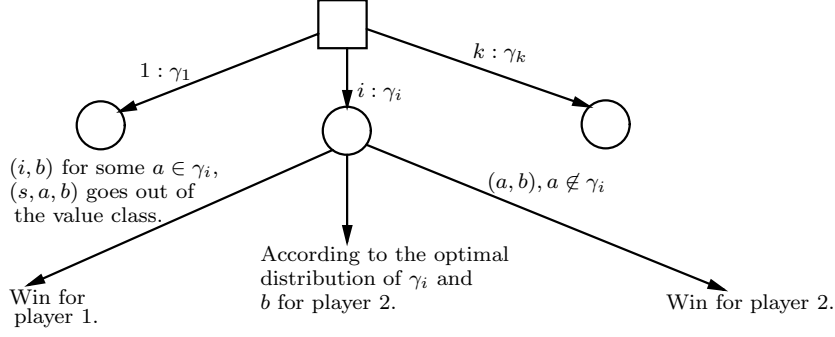 k : γₖ
1 : γ₁
i : γᵢ
(i, b) for some a ∈ γᵢ,
(s, a, b) goes out of
the value class.
(a, b), a ∉ γᵢ
According to the optimal
distribution of γᵢ and
b for player 2.
Win for
player 1.
Win for player 2.